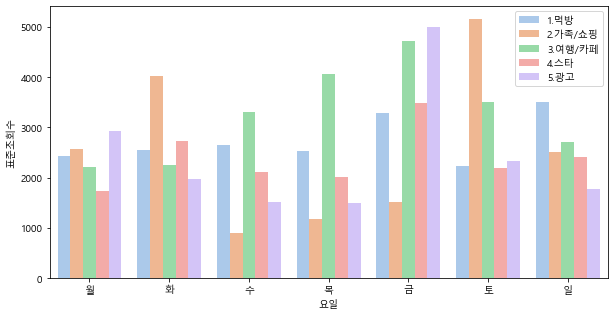 5000
4000
3000
2000
1000
0
표준조회수
1.먹방
2.가족/쇼핑
3.여행/카페
4.스타
5.광고
월 화 수 목 금 토 일
요일